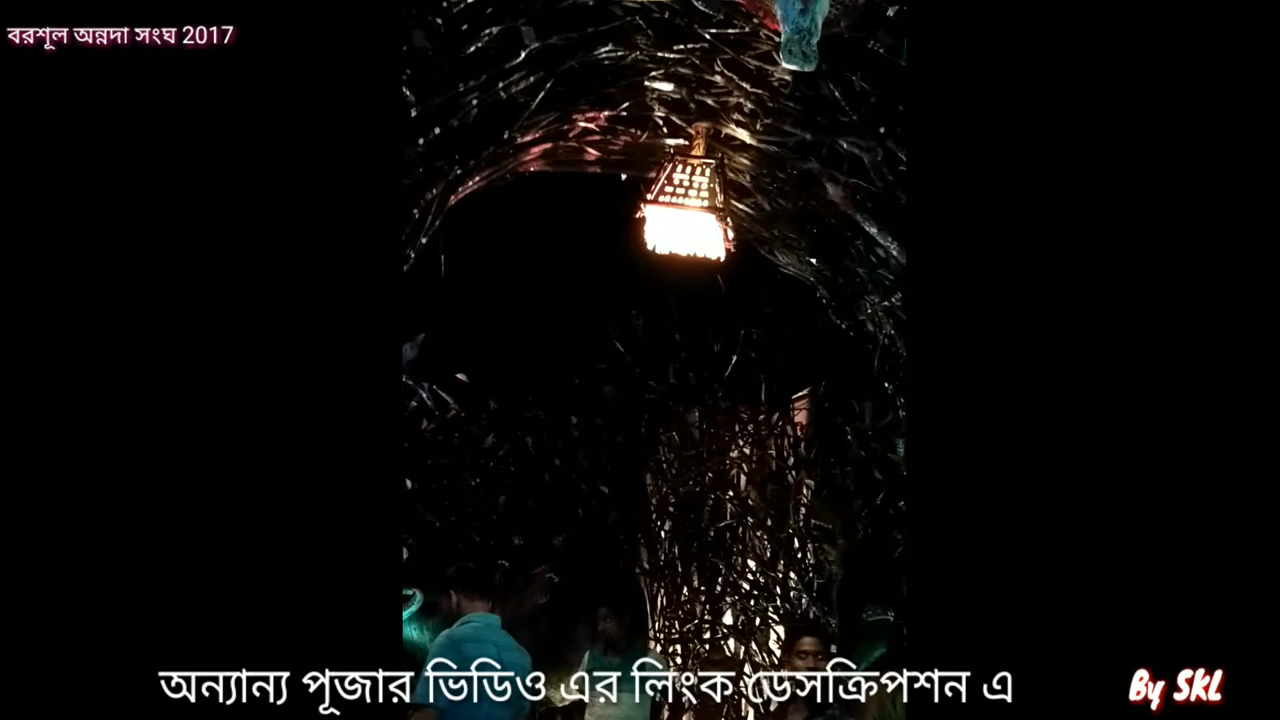 বরশূল অন্নদা সংঘ 2017
অন্যান্য পূজার ভিডিও এর লিংক ডেসক্রিপশন এ
By SKL